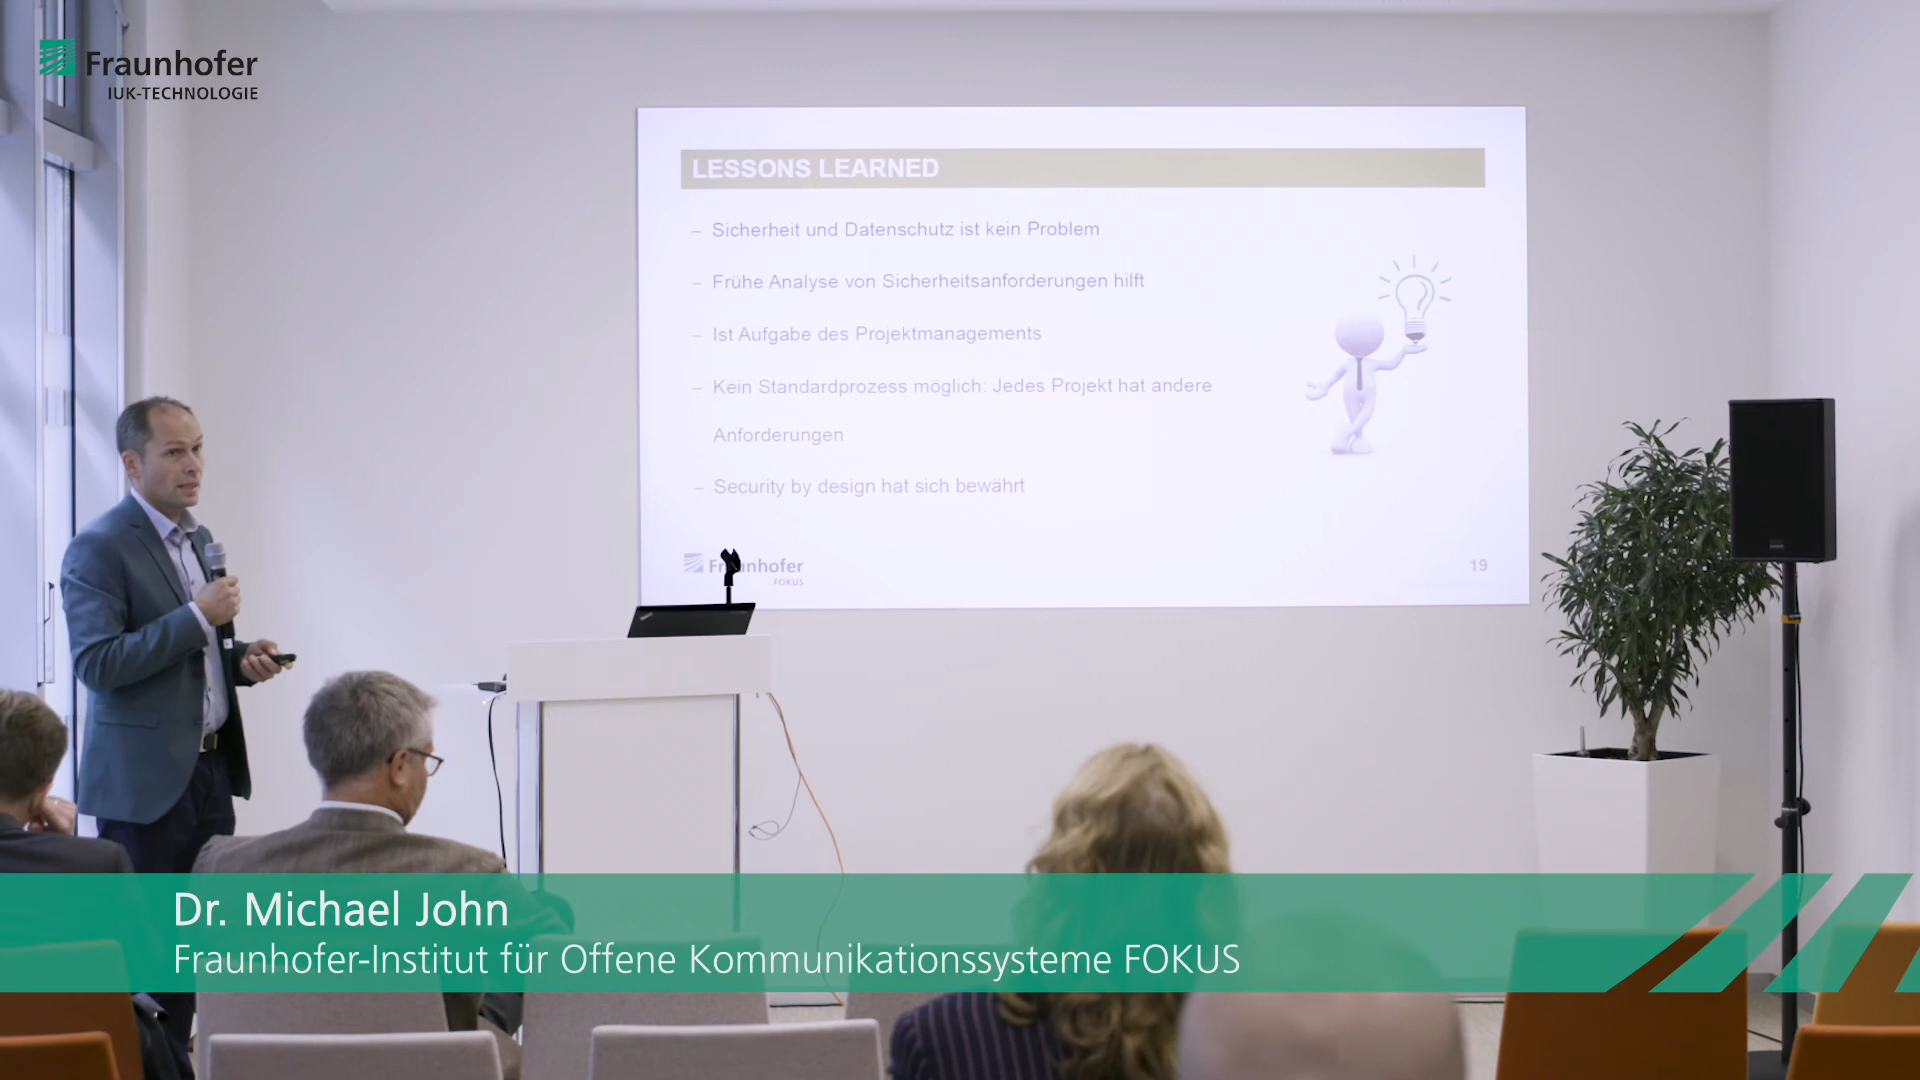 Fraunhofer
IUK-TECHNOLOGIE
LESSONS LEARNED
– Sicherheit und Datenschutz ist kein Problem
– Frühe Analyse von Sicherheitsanforderungen hilft
– Ist Aufgabe des Projektmanagements
– Kein Standardprozess möglich: Jedes Projekt hat andere
Anforderungen
– Security by design hat sich bewährt
Fraunhofer
FOKUS
19
Dr. Michael John
Fraunhofer-Institut für Offene Kommunikationssysteme FOKUS